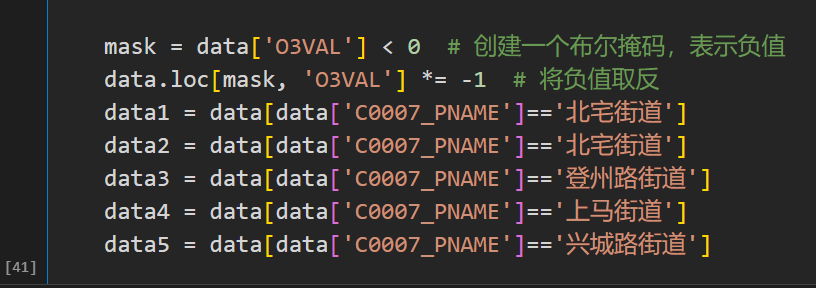 mask = data['O3VAL'] < 0  # 创建一个布尔掩码，表示负值
data.loc[mask, 'O3VAL'] *= -1  # 将负值取反
data1 = data[data['C0007_PNAME']=='北宅街道']
data2 = data[data['C0007_PNAME']=='北宅街道']
data3 = data[data['C0007_PNAME']=='登州路街道']
data4 = data[data['C0007_PNAME']=='上马街道']
data5 = data[data['C0007_PNAME']=='兴城路街道']
[41]